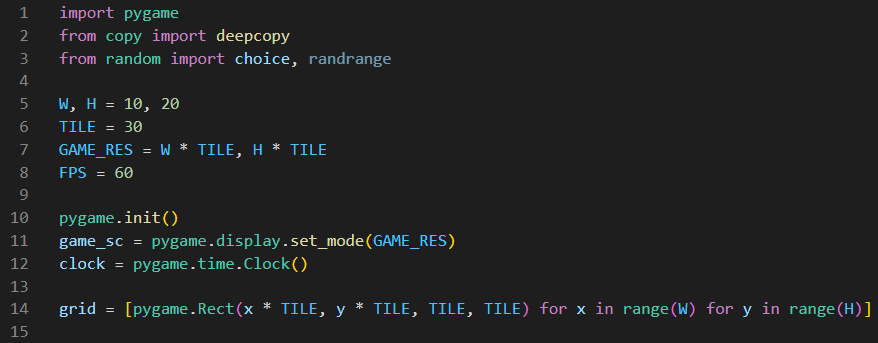 1 import pygame
2 from copy import deepcopy
3 from random import choice, randrange
4
5 W, H = 10, 20
6 TILE = 30
7 GAME_RES = W * TILE, H * TILE
8 FPS = 60
9
10 pygame.init()
11 game_sc = pygame.display.set_mode(GAME_RES)
12 clock = pygame.time.Clock()
13
14 grid = [pygame.Rect(x * TILE, y * TILE, TILE, TILE) for x in range(W) for y in range(H)]
15